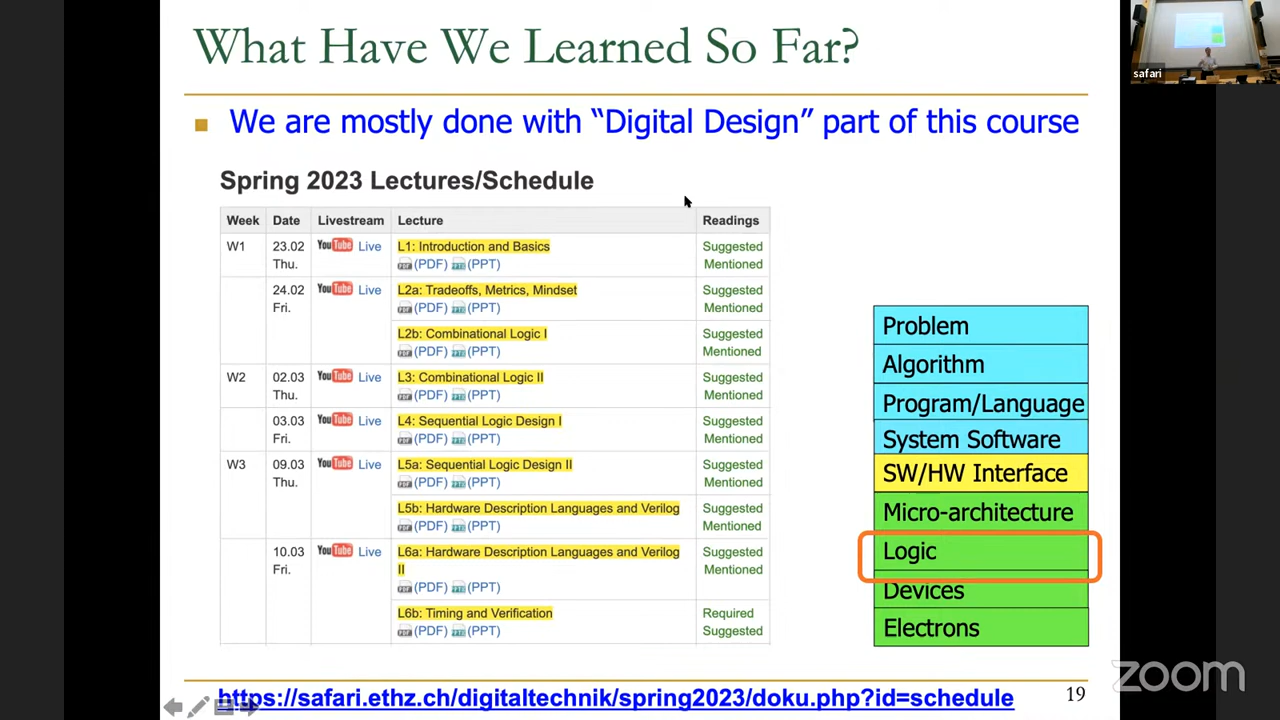 What Have We Learned So Far?
safari
We are mostly done with “Digital Design” part of this course
Spring 2023 Lectures/Schedule
Week Date Livestream Lecture Readings
W1 23.02 YouTube Live L1: Introduction and Basics Suggested
Thu. (PDF) (PPT) Mentioned
24.02 YouTube Live L2a: Tradeoffs, Metrics, Mindset Suggested
Fri. (PDF) (PPT) Mentioned
L2b: Combinational Logic I Suggested
(PDF) (PPT) Mentioned
W2 02.03 YouTube Live L3: Combinational Logic II Suggested
Thu. (PDF) (PPT) Mentioned
03.03 YouTube Live L4: Sequential Logic Design I Suggested
Fri. (PDF) (PPT) Mentioned
W3 09.03 YouTube Live L5a: Sequential Logic Design II Suggested
Thu. (PDF) (PPT) Mentioned
L5b: Hardware Description Languages and Verilog Suggested
(PDF) (PPT) Mentioned
10.03 YouTube Live L6a: Hardware Description Languages and Verilog Suggested
Fri. II Mentioned
(PDF) (PPT)
L6b: Timing and Verification Required
(PDF) (PPT) Suggested
Problem
Algorithm
Program/Language
System Software
SW/HW Interface
Micro-architecture
Logic
Devices
Electrons
https://safari.ethz.ch/digitaltechnik/spring2023/doku.php?id=schedule
19
zoom